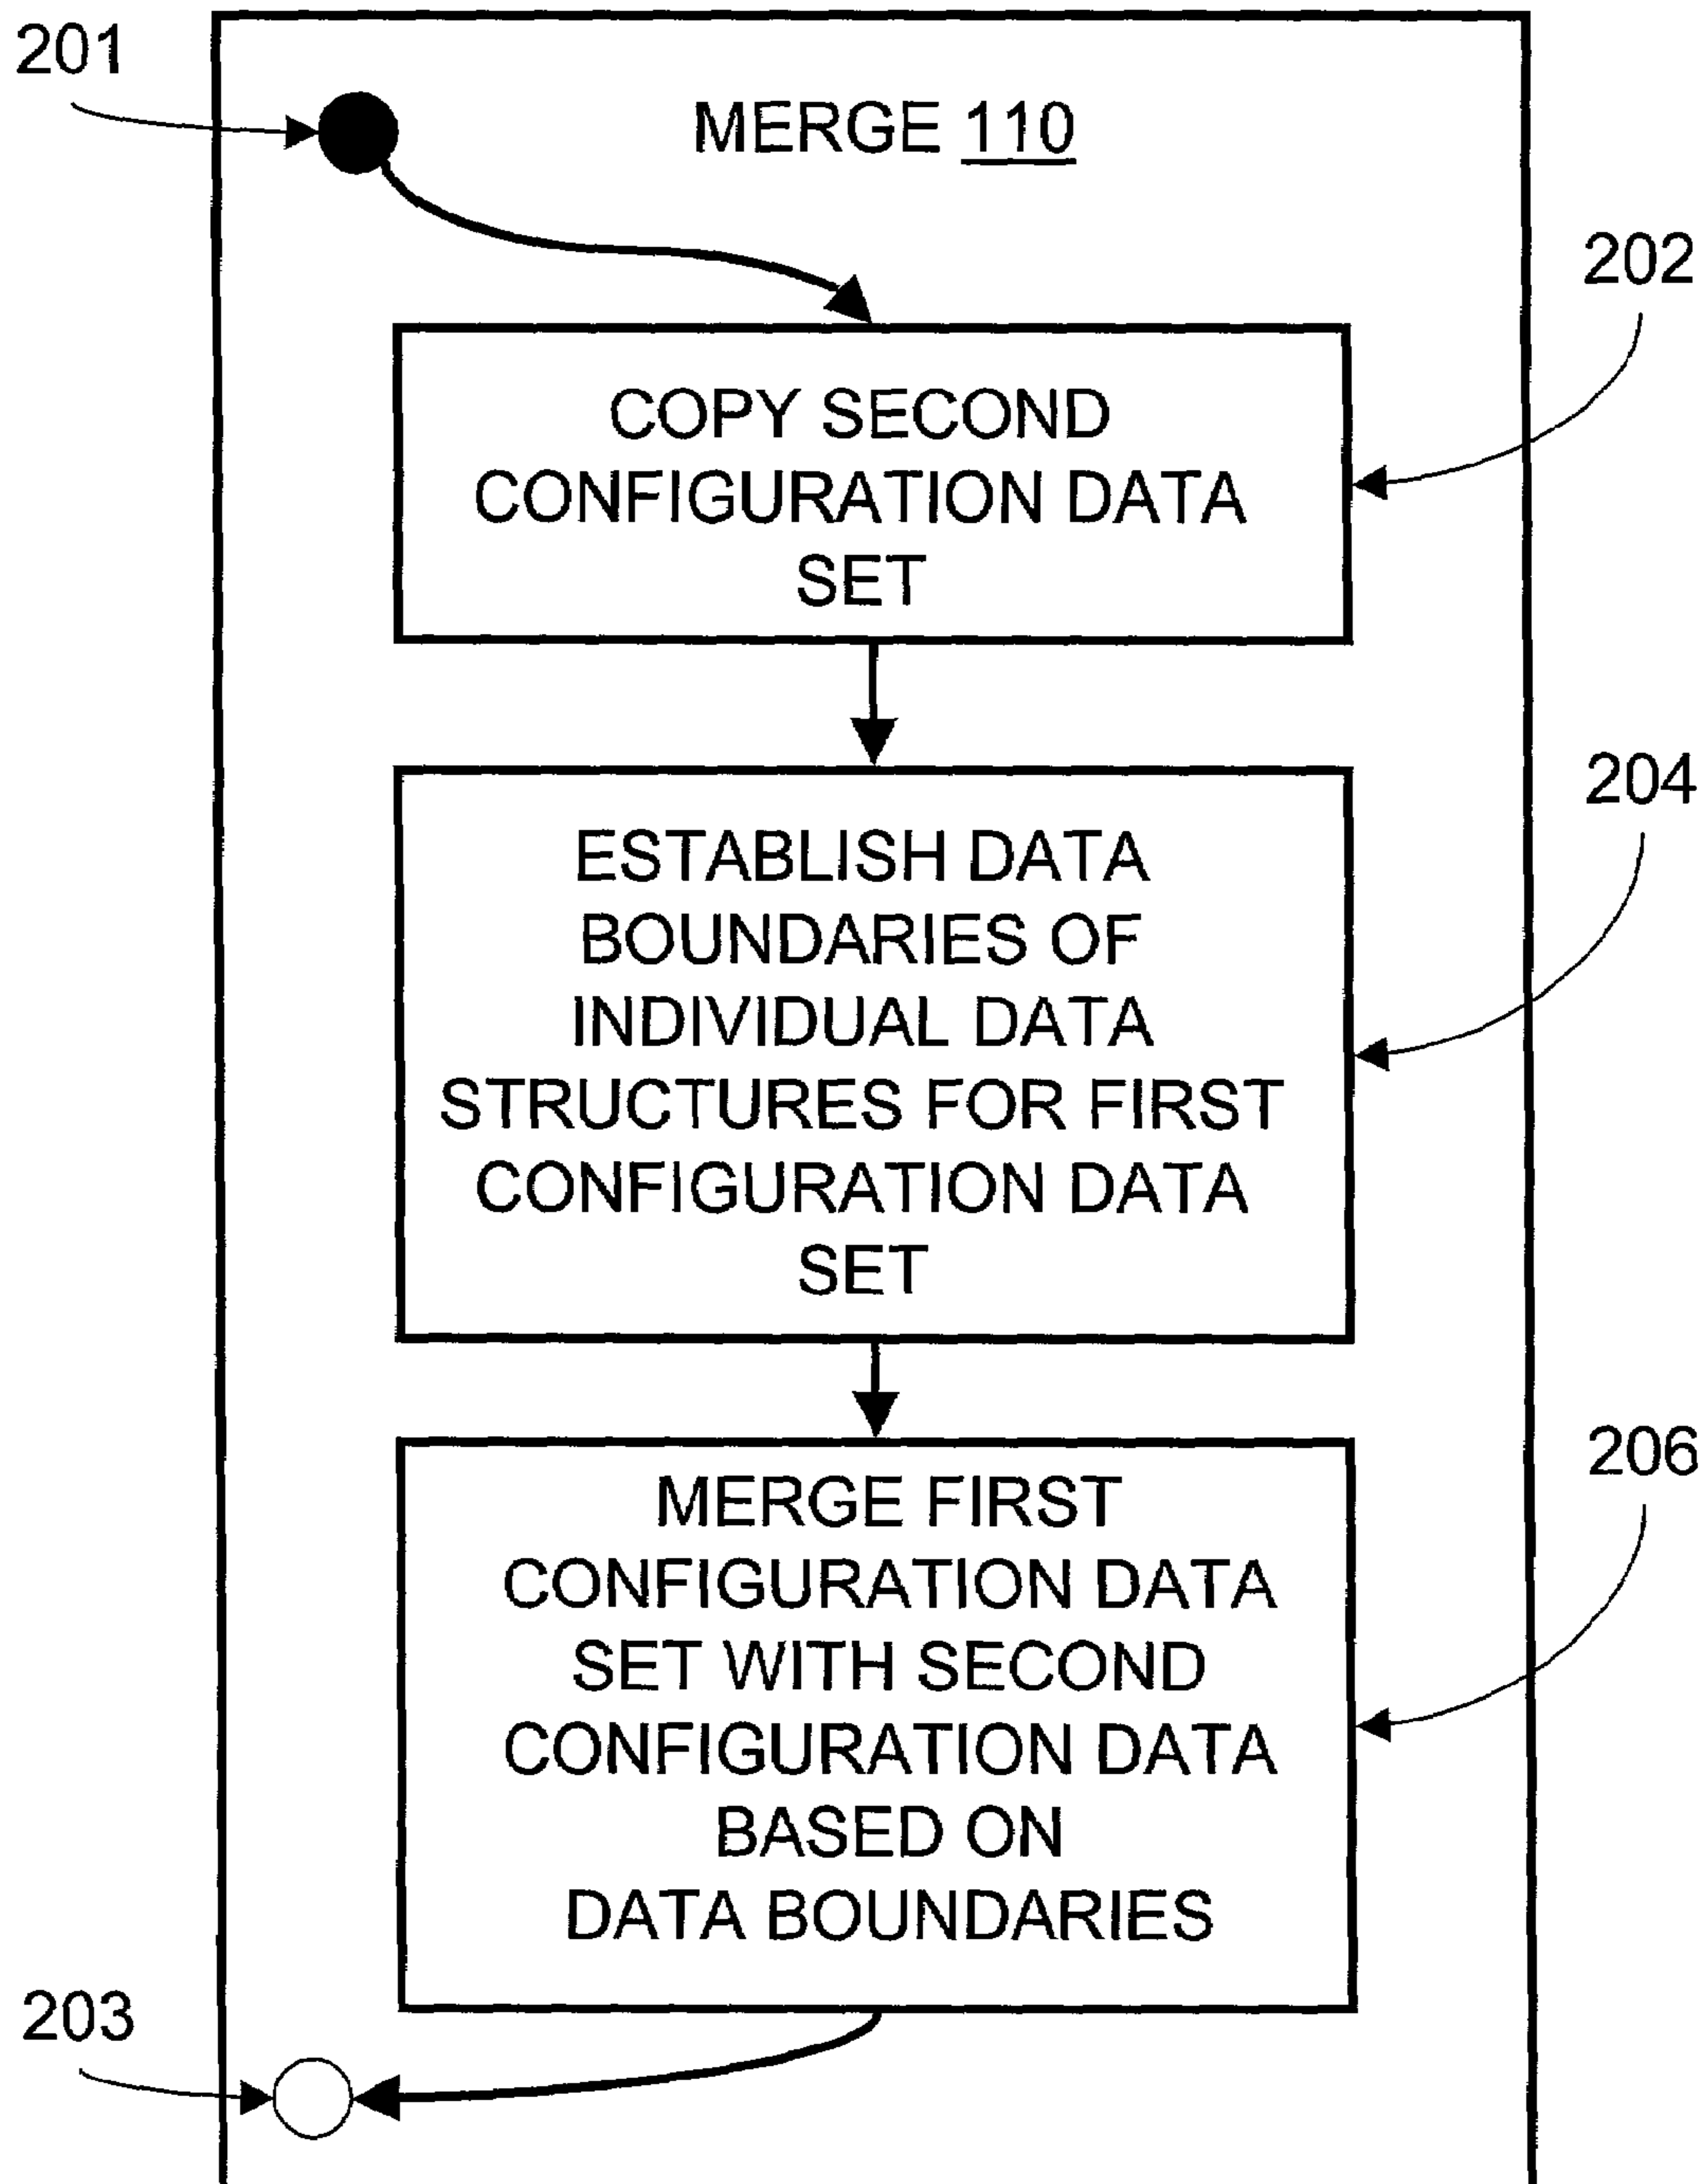 201
MERGE 110
202
COPY SECOND
CONFIGURATION DATA
SET
204
ESTABLISH DATA
BOUNDARIES OF
INDIVIDUAL DATA
STRUCTURES FOR FIRST
CONFIGURATION DATA
SET
206
MERGE FIRST
CONFIGURATION DATA
SET WITH SECOND
CONFIGURATION DATA
BASED ON
DATA BOUNDARIES
203